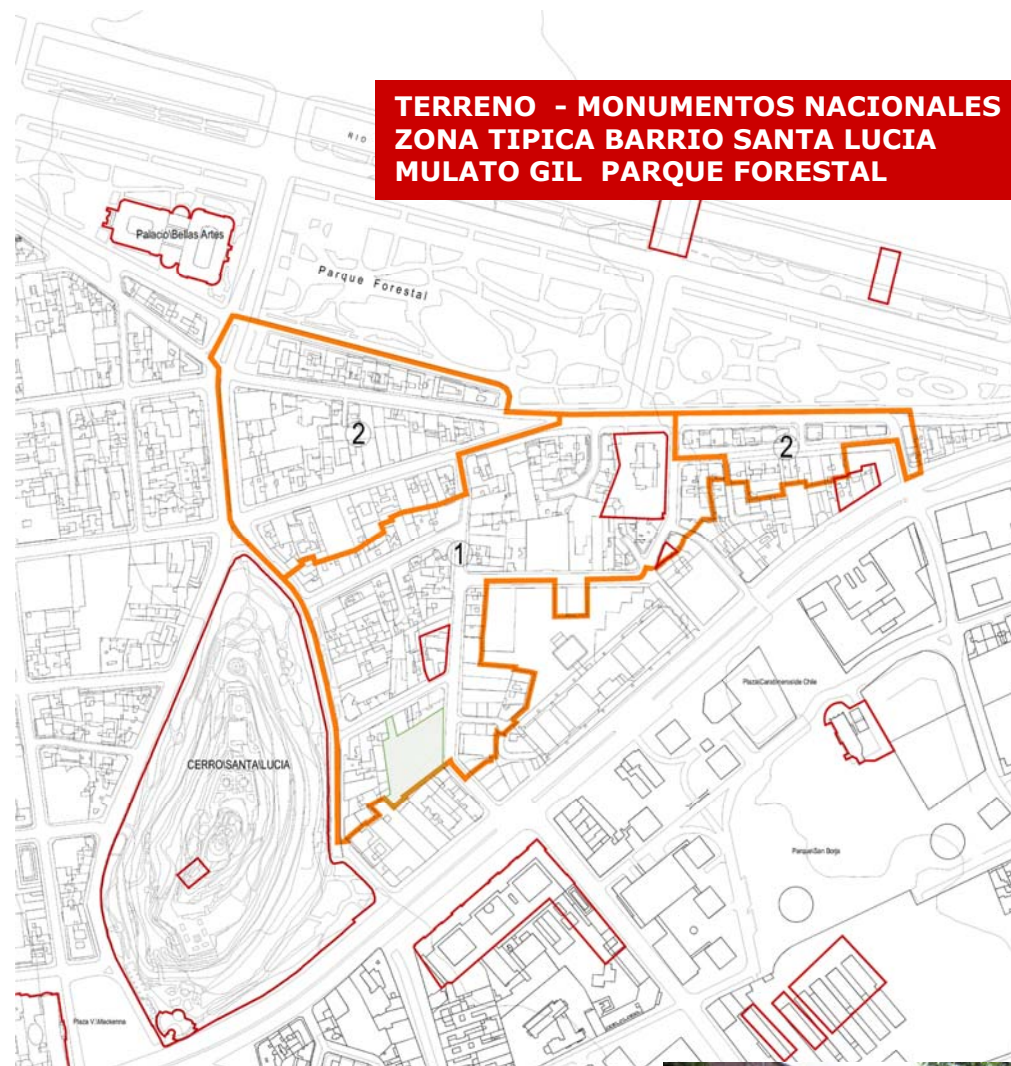 TERRENO - MONUMENTOS NACIONALES
ZONA TIPICA BARRIO SANTA LUCIA
MULATO GIL PARQUE FORESTAL
RIO
Palacio\Bellas Artes
Parque Forestal
2
2
1
Plaza\Carabineros\de Chile
CERRO\SANTA\LUCIA
Parque\San Borja
Plaza V.\Mackenna